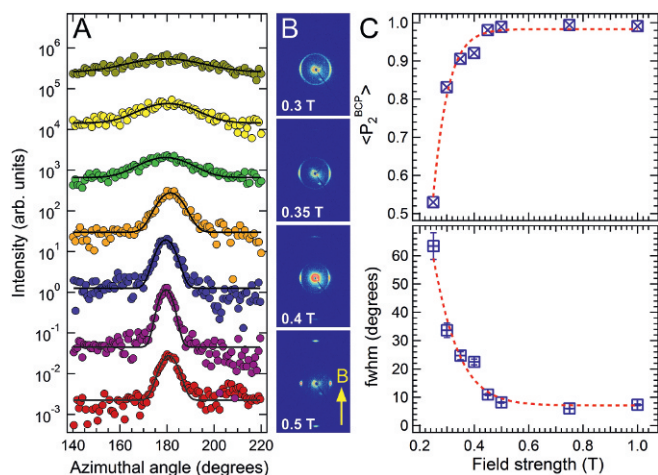 A
Intensity (arb. units)
10^6
10^5
10^4
10^3
10^2
10^1
10^0
10^-1
10^-2
10^-3
140 160 180 200 220
Azimuthal angle (degrees)
B
0.3 T
0.35 T
0.4 T
B
0.5 T
C
<P_2^BCP>
1.0
0.9
0.8
0.7
0.6
0.5
fwhm (degrees)
60
50
40
30
20
10
0
0.2 0.4 0.6 0.8 1.0
Field strength (T)